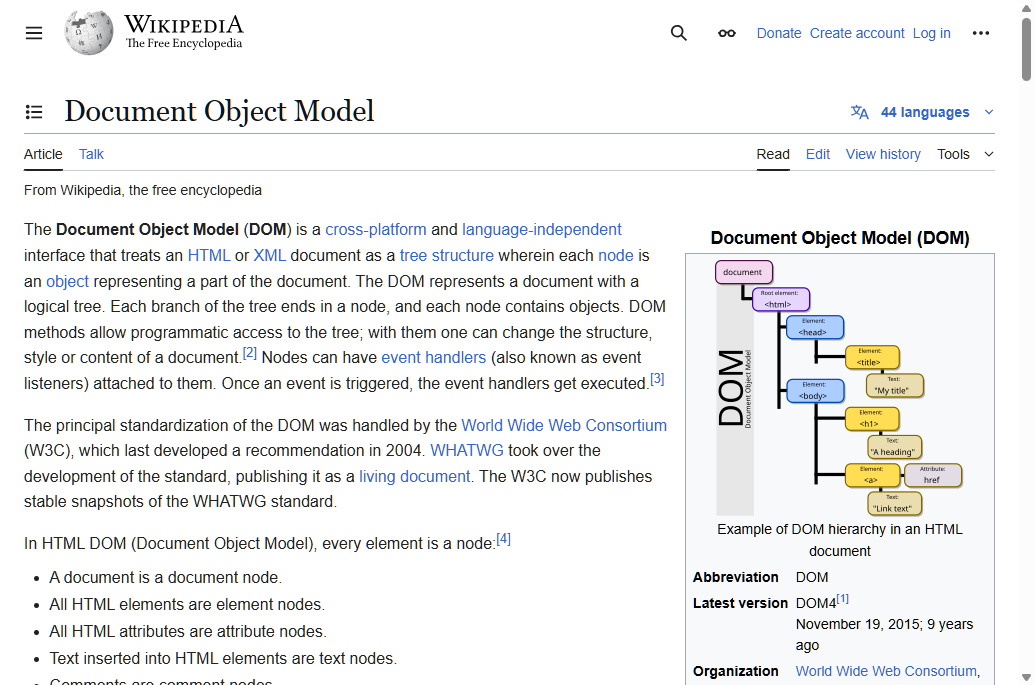 WIKIPEDIA
The Free Encyclopedia
Donate Create account Log in
Document Object Model
44 languages
Article Talk
Read Edit View history Tools
From Wikipedia, the free encyclopedia
The Document Object Model (DOM) is a cross-platform and language-independent
interface that treats an HTML or XML document as a tree structure wherein each node is
an object representing a part of the document. The DOM represents a document with a
logical tree. Each branch of the tree ends in a node, and each node contains objects. DOM
methods allow programmatic access to the tree; with them one can change the structure,
style or content of a document.[2] Nodes can have event handlers (also known as event
listeners) attached to them. Once an event is triggered, the event handlers get executed.[3]
The principal standardization of the DOM was handled by the World Wide Web Consortium
(W3C), which last developed a recommendation in 2004. WHATWG took over the
development of the standard, publishing it as a living document. The W3C now publishes
stable snapshots of the WHATWG standard.
In HTML DOM (Document Object Model), every element is a node:[4]
• A document is a document node.
• All HTML elements are element nodes.
• All HTML attributes are attribute nodes.
• Text inserted into HTML elements are text nodes.
• Comments are comment nodes.
Document Object Model (DOM)
DOM
Document Object Model
document
Root element:
<html>
Element:
<head>
Element:
<title>
Text:
"My title"
Element:
<body>
Element:
<h1>
Text:
"A heading"
Element:
<a>
Attribute:
href
Text:
"Link text"
Example of DOM hierarchy in an HTML
document
Abbreviation DOM
Latest version DOM4[1]
November 19, 2015; 9 years
ago
Organization World Wide Web Consortium,